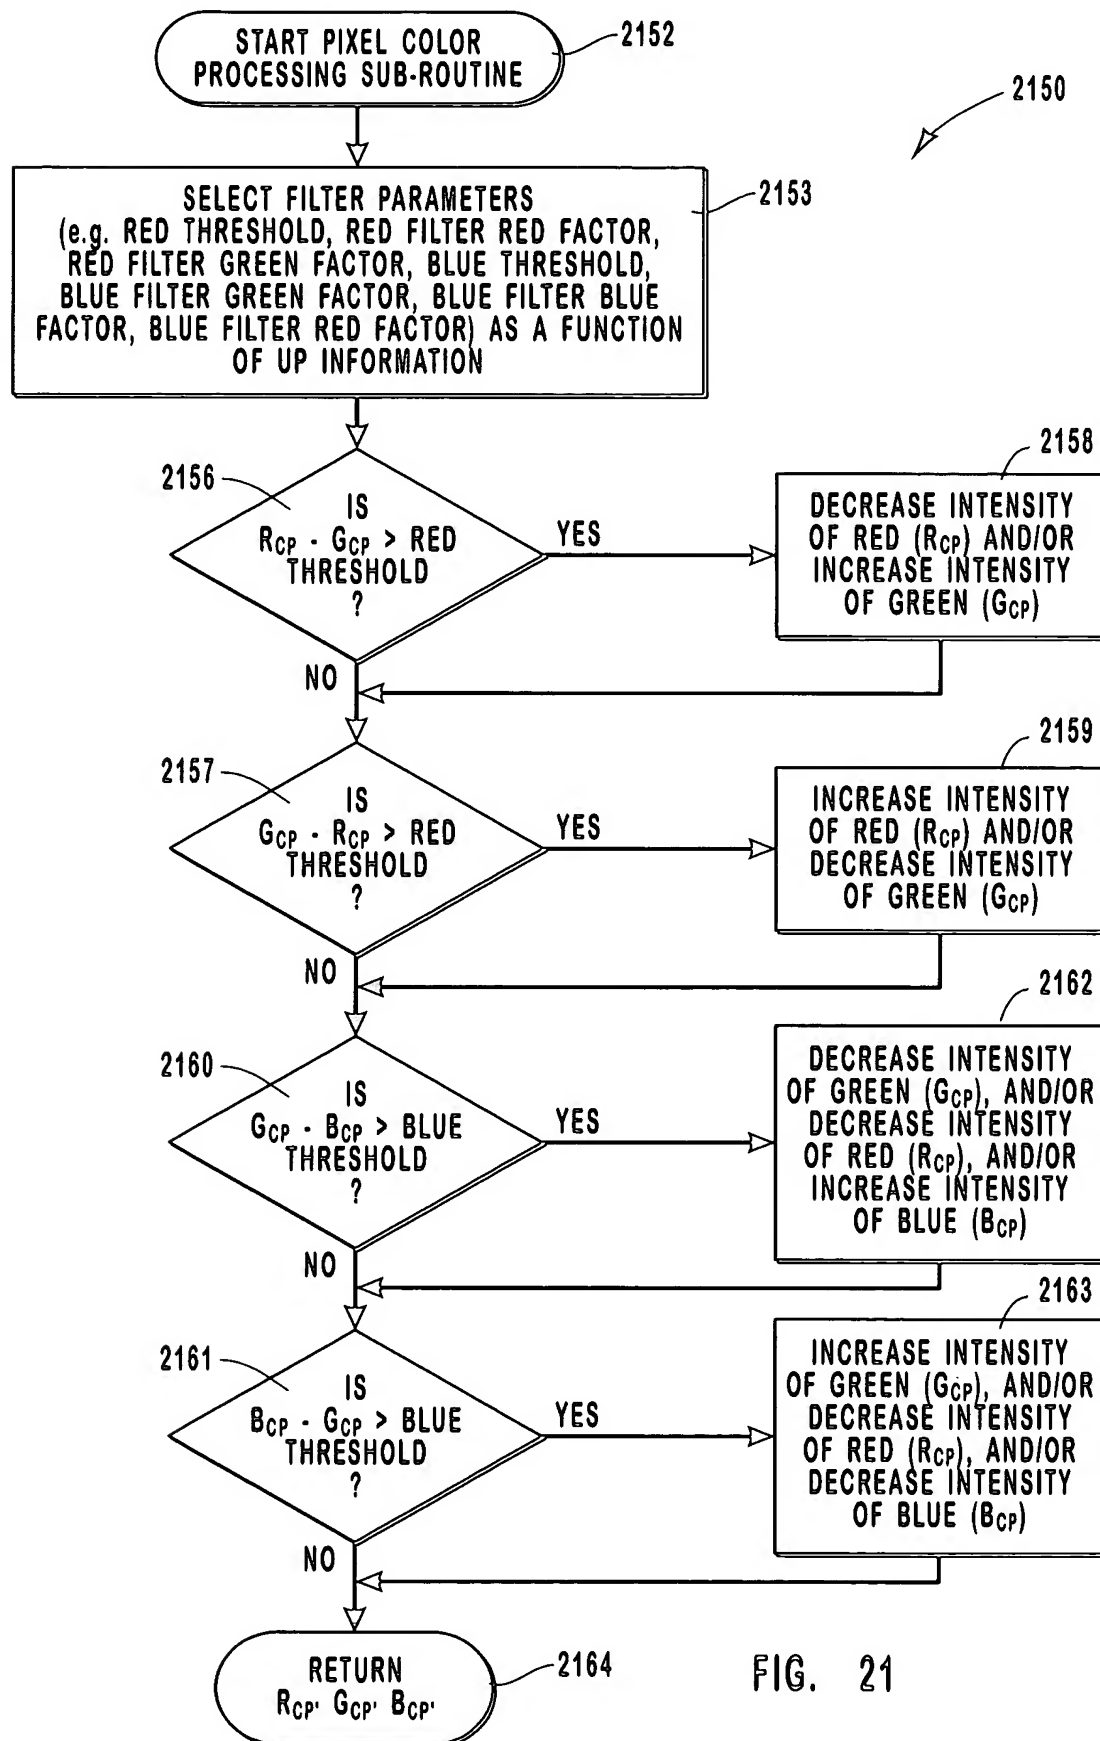 START PIXEL COLOR
PROCESSING SUB-ROUTINE
2152
2150
SELECT FILTER PARAMETERS
(e.g. RED THRESHOLD, RED FILTER RED FACTOR,
RED FILTER GREEN FACTOR, BLUE THRESHOLD,
BLUE FILTER GREEN FACTOR, BLUE FILTER BLUE
FACTOR, BLUE FILTER RED FACTOR) AS A FUNCTION
OF UP INFORMATION
2153
2156
IS
RCP - GCP > RED
THRESHOLD
?
YES
NO
2158
DECREASE INTENSITY
OF RED (RCP) AND/OR
INCREASE INTENSITY
OF GREEN (GCP)
2157
IS
GCP - RCP > RED
THRESHOLD
?
YES
NO
2159
INCREASE INTENSITY
OF RED (RCP) AND/OR
DECREASE INTENSITY
OF GREEN (GCP)
2160
IS
GCP - BCP > BLUE
THRESHOLD
?
YES
NO
2162
DECREASE INTENSITY
OF GREEN (GCP), AND/OR
DECREASE INTENSITY
OF RED (RCP), AND/OR
INCREASE INTENSITY
OF BLUE (BCP)
2161
IS
BCP - GCP > BLUE
THRESHOLD
?
YES
NO
2163
INCREASE INTENSITY
OF GREEN (GCP), AND/OR
DECREASE INTENSITY
OF RED (RCP), AND/OR
DECREASE INTENSITY
OF BLUE (BCP)
RETURN
RCP' GCP' BCP'
2164
FIG. 21